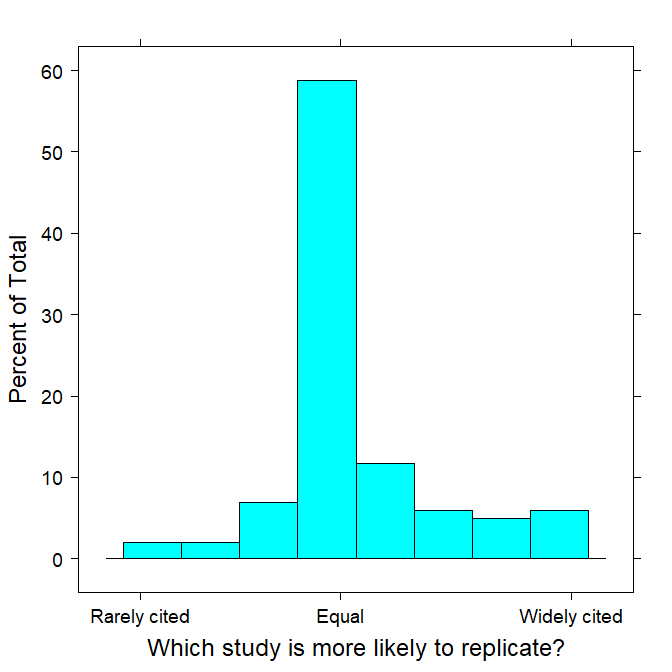 Percent of Total
60
50
40
30
20
10
0
Rarely cited Equal Widely cited
Which study is more likely to replicate?